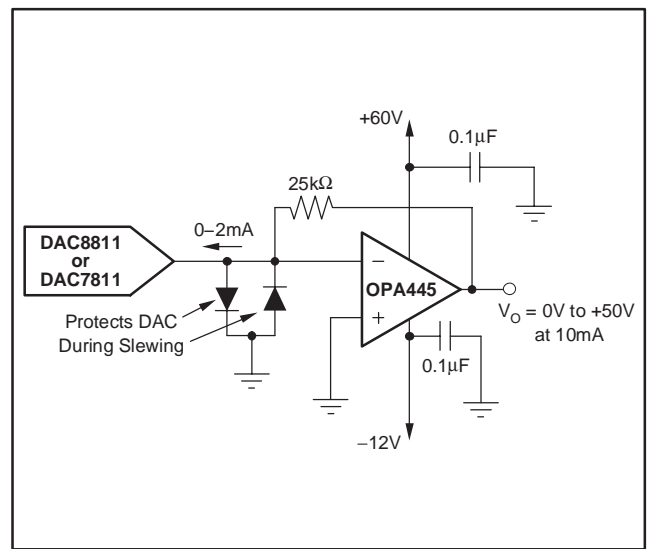 +60V
0.1μF
25kΩ
0–2mA
DAC8811
or
DAC7811
–
OPA445
+
Protects DAC
During Slewing
V_O = 0V to +50V
at 10mA
0.1μF
–12V